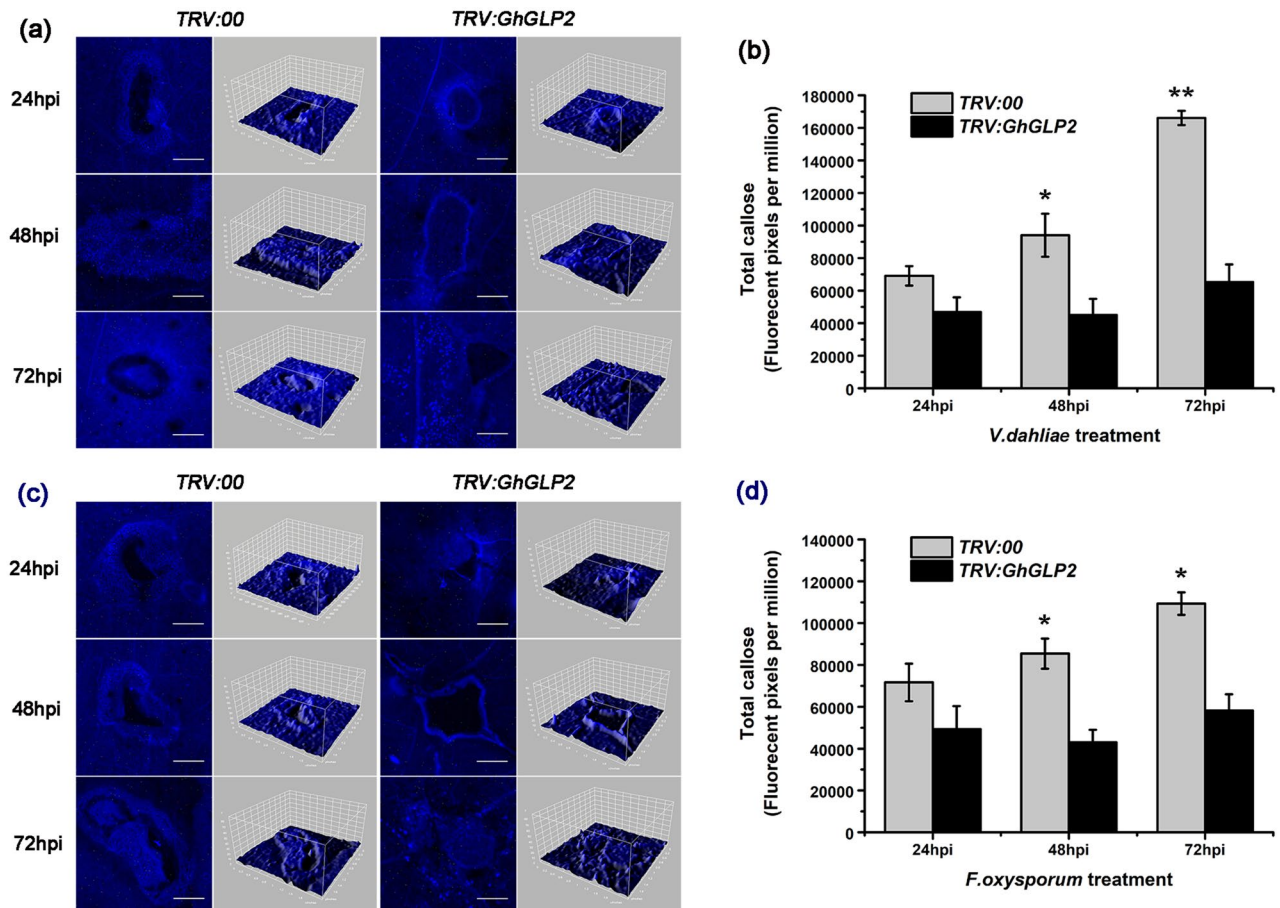 (a)
TRV:00
TRV:GhGLP2
24hpi
48hpi
72hpi
(b)
180000
160000
140000
120000
100000
80000
60000
40000
20000
0
Total callose
(Fluorecent pixels per million)
TRV:00
TRV:GhGLP2
*
**
24hpi
48hpi
72hpi
V.dahliae treatment
(c)
TRV:00
TRV:GhGLP2
24hpi
48hpi
72hpi
(d)
140000
120000
100000
80000
60000
40000
20000
0
Total callose
(Fluorecent pixels per million)
TRV:00
TRV:GhGLP2
*
*
24hpi
48hpi
72hpi
F.oxysporum treatment